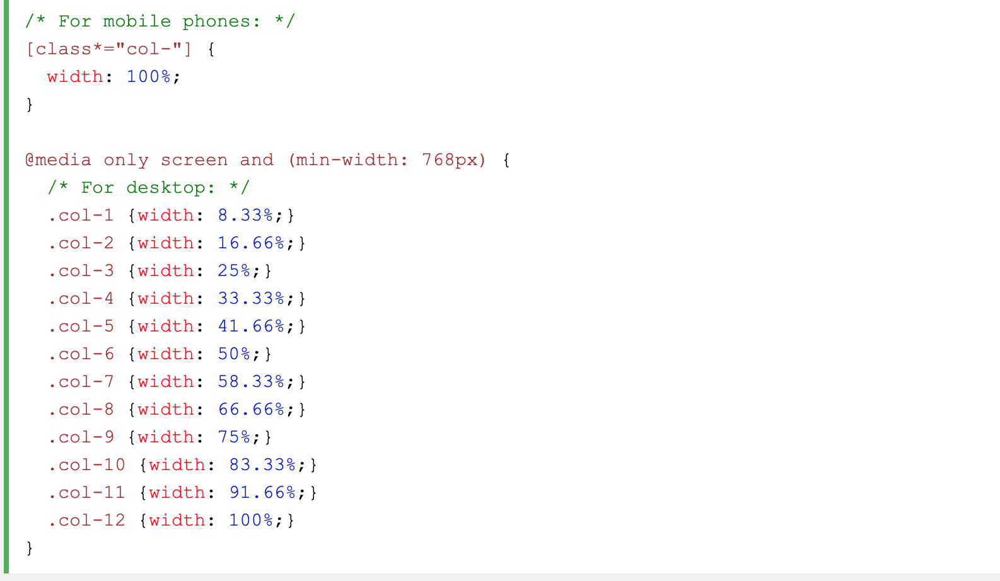 /* For mobile phones: */
[class*="col-"] {
  width: 100%;
}

@media only screen and (min-width: 768px) {
  /* For desktop: */
  .col-1 {width: 8.33%;}
  .col-2 {width: 16.66%;}
  .col-3 {width: 25%;}
  .col-4 {width: 33.33%;}
  .col-5 {width: 41.66%;}
  .col-6 {width: 50%;}
  .col-7 {width: 58.33%;}
  .col-8 {width: 66.66%;}
  .col-9 {width: 75%;}
  .col-10 {width: 83.33%;}
  .col-11 {width: 91.66%;}
  .col-12 {width: 100%;}
}